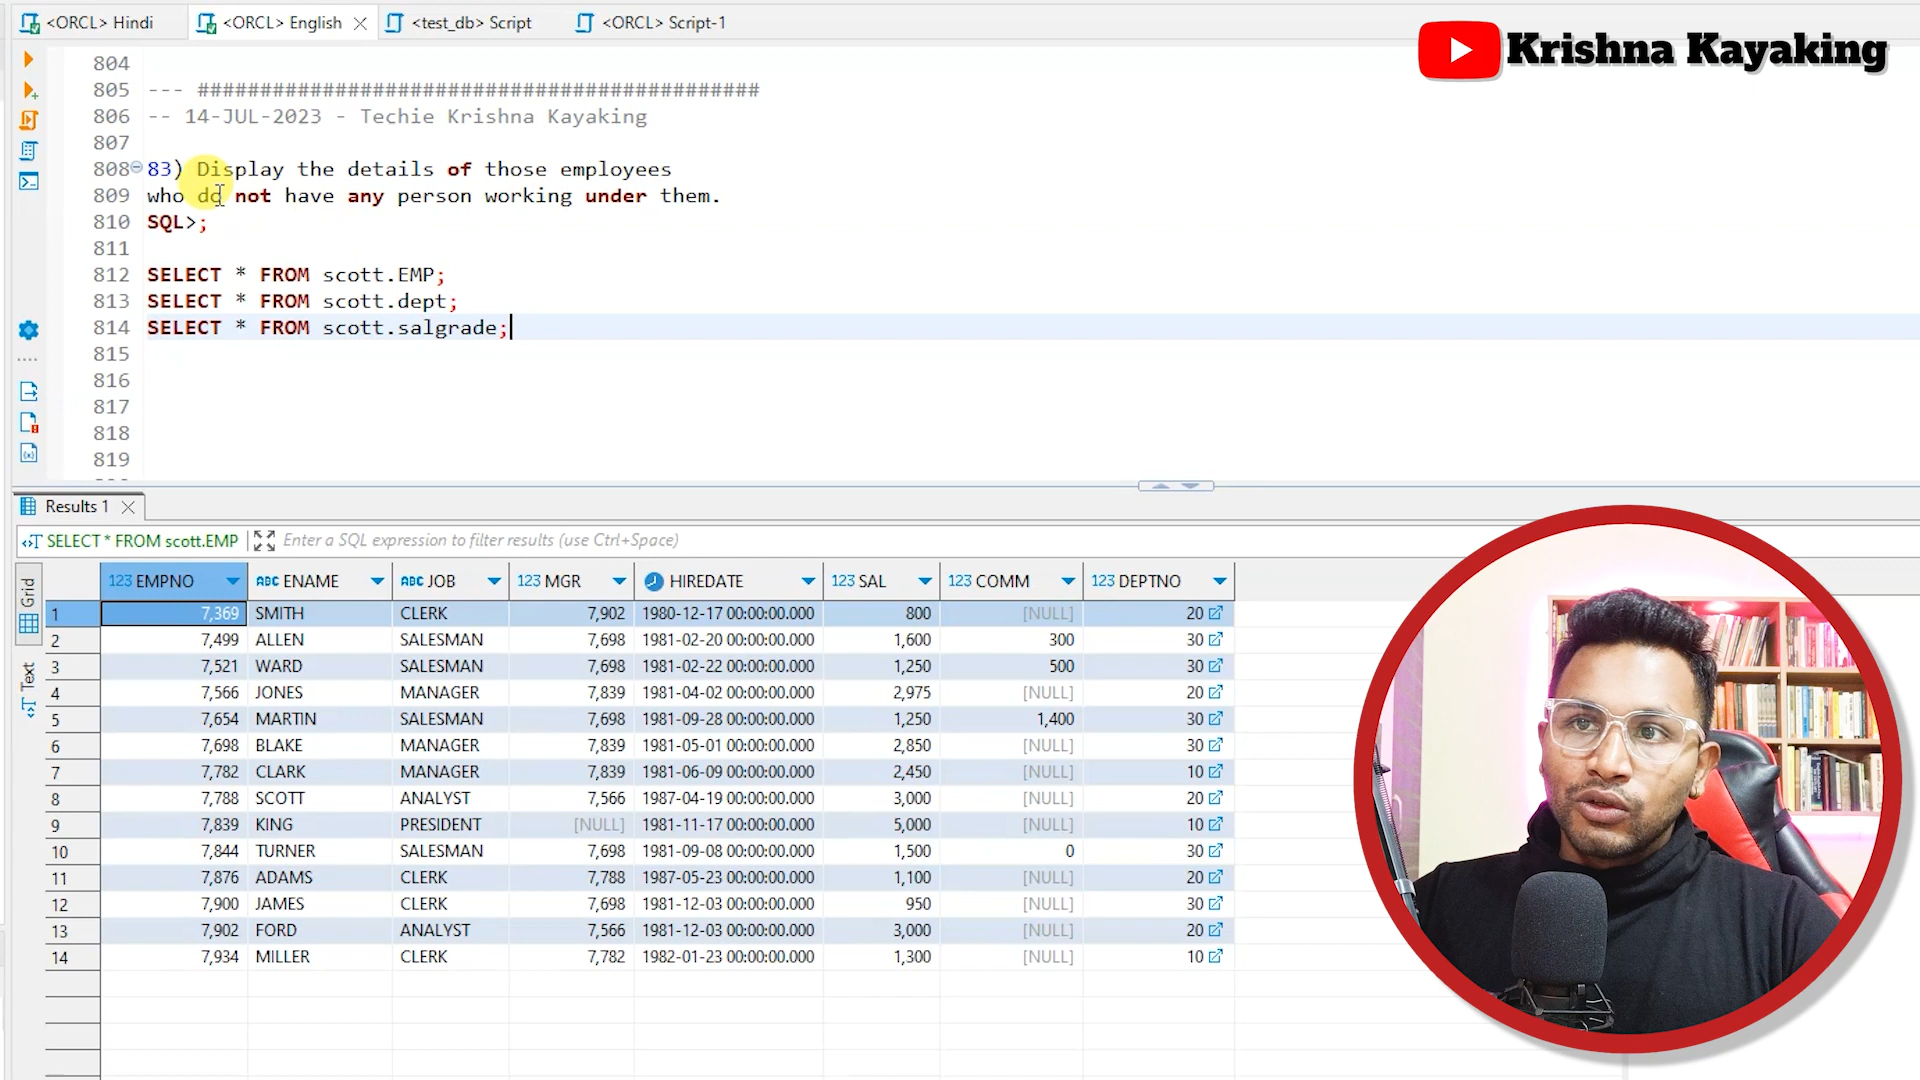 <ORCL> Hindi <ORCL> English <test_db> Script <ORCL> Script-1
Krishna Kayaking
804
805 --- #############################################
806 -- 14-JUL-2023 - Techie Krishna Kayaking
807
808 83) Display the details of those employees
809 who do not have any person working under them.
810 SQL>;
811
812 SELECT * FROM scott.EMP;
813 SELECT * FROM scott.dept;
814 SELECT * FROM scott.salgrade;
815
816
817
818
819
Results 1
SELECT * FROM scott.EMP Enter a SQL expression to filter results (use Ctrl+Space)
Grid
Text
123 EMPNO ABC ENAME ABC JOB 123 MGR HIREDATE 123 SAL 123 COMM 123 DEPTNO
1 7,369 SMITH CLERK 7,902 1980-12-17 00:00:00.000 800 [NULL] 20
2 7,499 ALLEN SALESMAN 7,698 1981-02-20 00:00:00.000 1,600 300 30
3 7,521 WARD SALESMAN 7,698 1981-02-22 00:00:00.000 1,250 500 30
4 7,566 JONES MANAGER 7,839 1981-04-02 00:00:00.000 2,975 [NULL] 20
5 7,654 MARTIN SALESMAN 7,698 1981-09-28 00:00:00.000 1,250 1,400 30
6 7,698 BLAKE MANAGER 7,839 1981-05-01 00:00:00.000 2,850 [NULL] 30
7 7,782 CLARK MANAGER 7,839 1981-06-09 00:00:00.000 2,450 [NULL] 10
8 7,788 SCOTT ANALYST 7,566 1987-04-19 00:00:00.000 3,000 [NULL] 20
9 7,839 KING PRESIDENT [NULL] 1981-11-17 00:00:00.000 5,000 [NULL] 10
10 7,844 TURNER SALESMAN 7,698 1981-09-08 00:00:00.000 1,500 0 30
11 7,876 ADAMS CLERK 7,788 1987-05-23 00:00:00.000 1,100 [NULL] 20
12 7,900 JAMES CLERK 7,698 1981-12-03 00:00:00.000 950 [NULL] 30
13 7,902 FORD ANALYST 7,566 1981-12-03 00:00:00.000 3,000 [NULL] 20
14 7,934 MILLER CLERK 7,782 1982-01-23 00:00:00.000 1,300 [NULL] 10